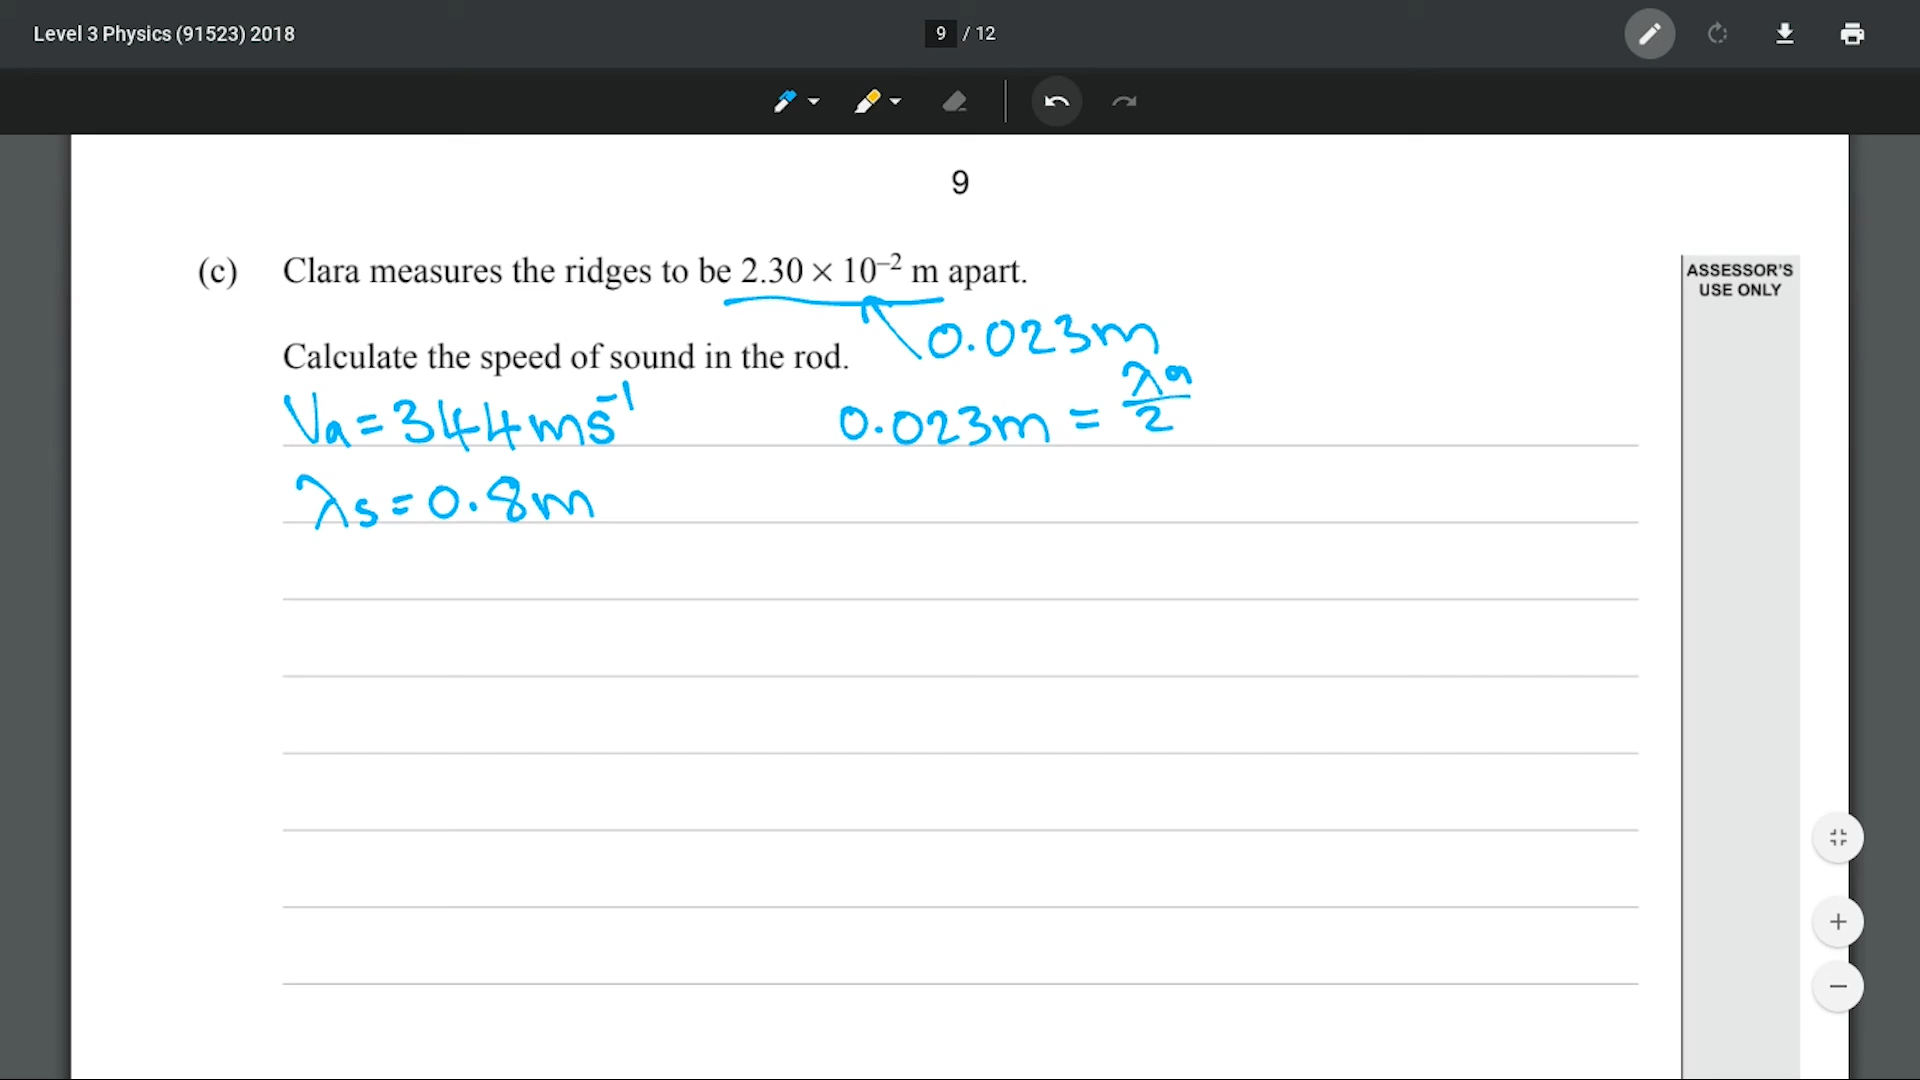 Level 3 Physics (91523) 2018
9 / 12
9
(c) Clara measures the ridges to be 2.30 × 10⁻² m apart.
ASSESSOR'S
USE ONLY
0.023m
Calculate the speed of sound in the rod.
Va = 344ms⁻¹
0.023m = λa/2
λs = 0.8m